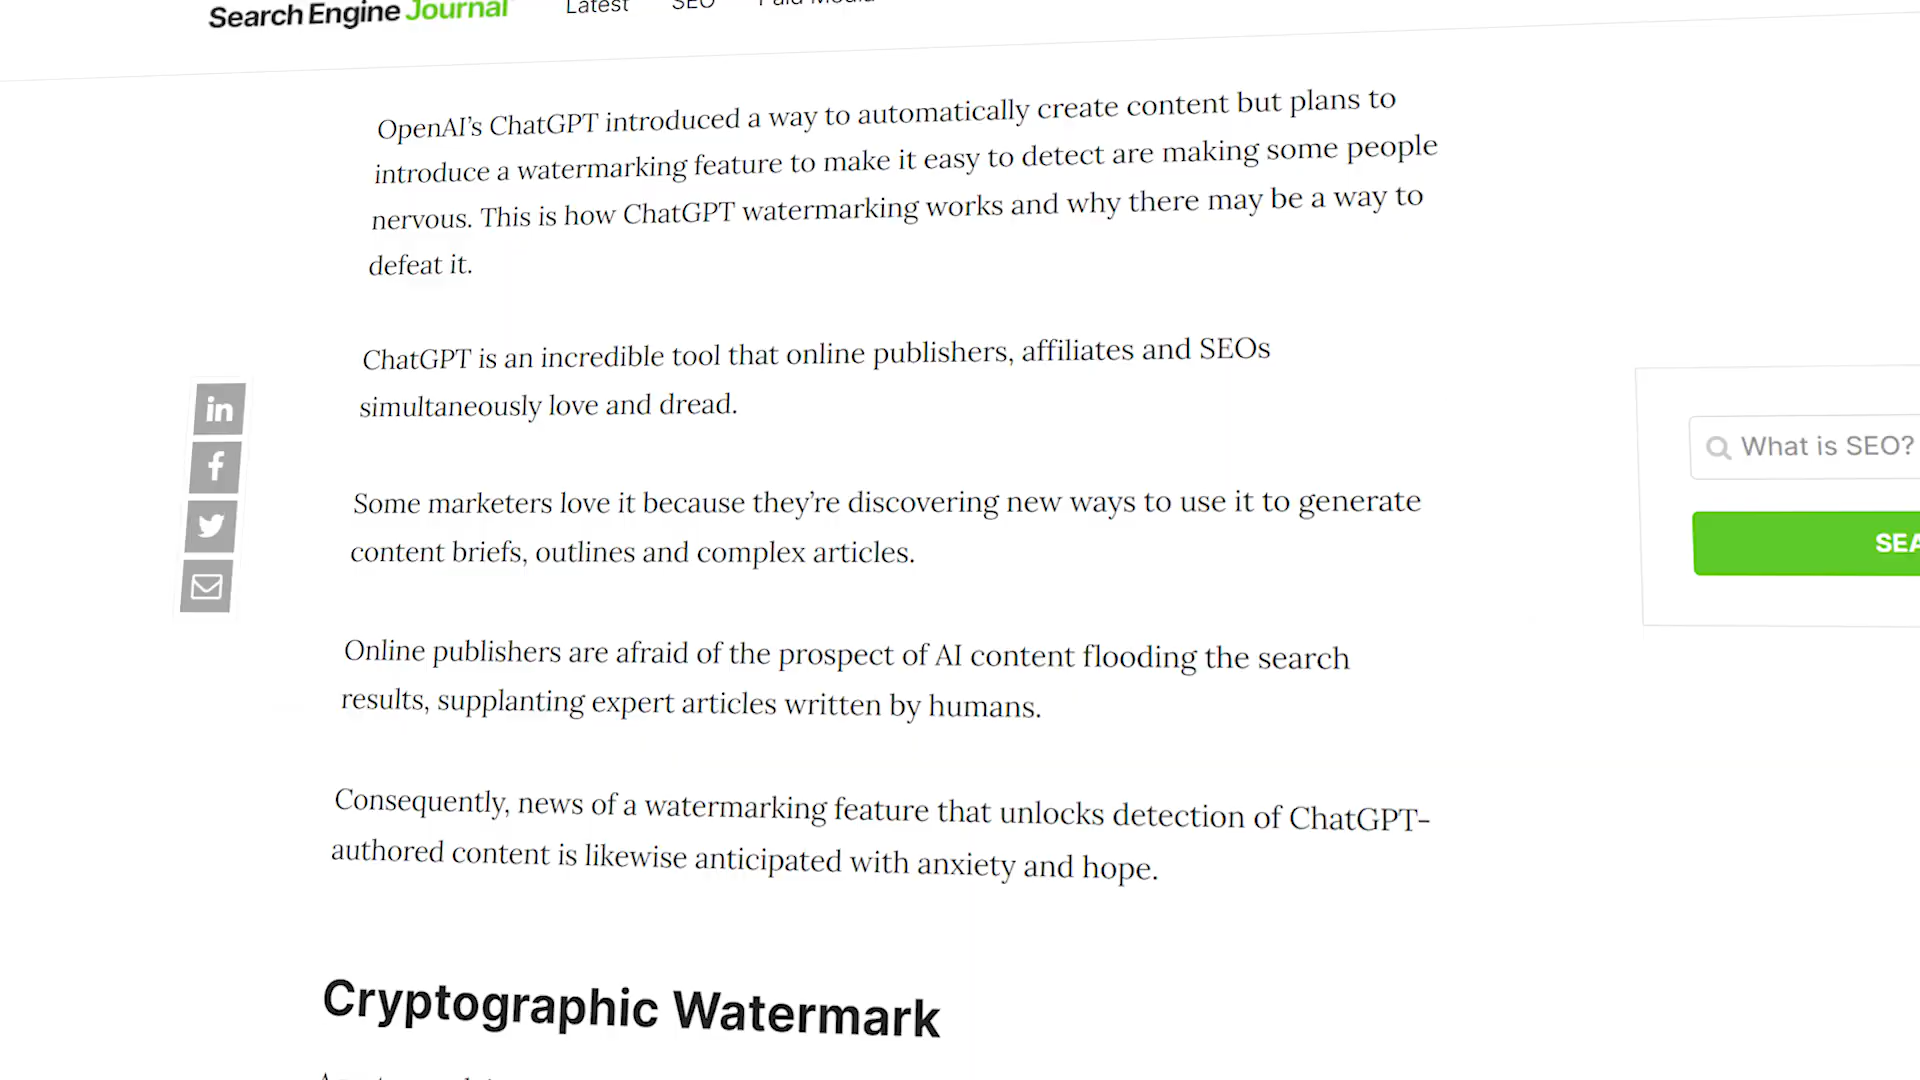 Search Engine Journal
Latest SEO Paid Media
OpenAI's ChatGPT introduced a way to automatically create content but plans to
introduce a watermarking feature to make it easy to detect are making some people
nervous. This is how ChatGPT watermarking works and why there may be a way to
defeat it.
ChatGPT is an incredible tool that online publishers, affiliates and SEOs
simultaneously love and dread.
in
f
Some marketers love it because they're discovering new ways to use it to generate
content briefs, outlines and complex articles.
Online publishers are afraid of the prospect of AI content flooding the search
results, supplanting expert articles written by humans.
Consequently, news of a watermarking feature that unlocks detection of ChatGPT-
authored content is likewise anticipated with anxiety and hope.
Cryptographic Watermark
What is SEO?
SEA